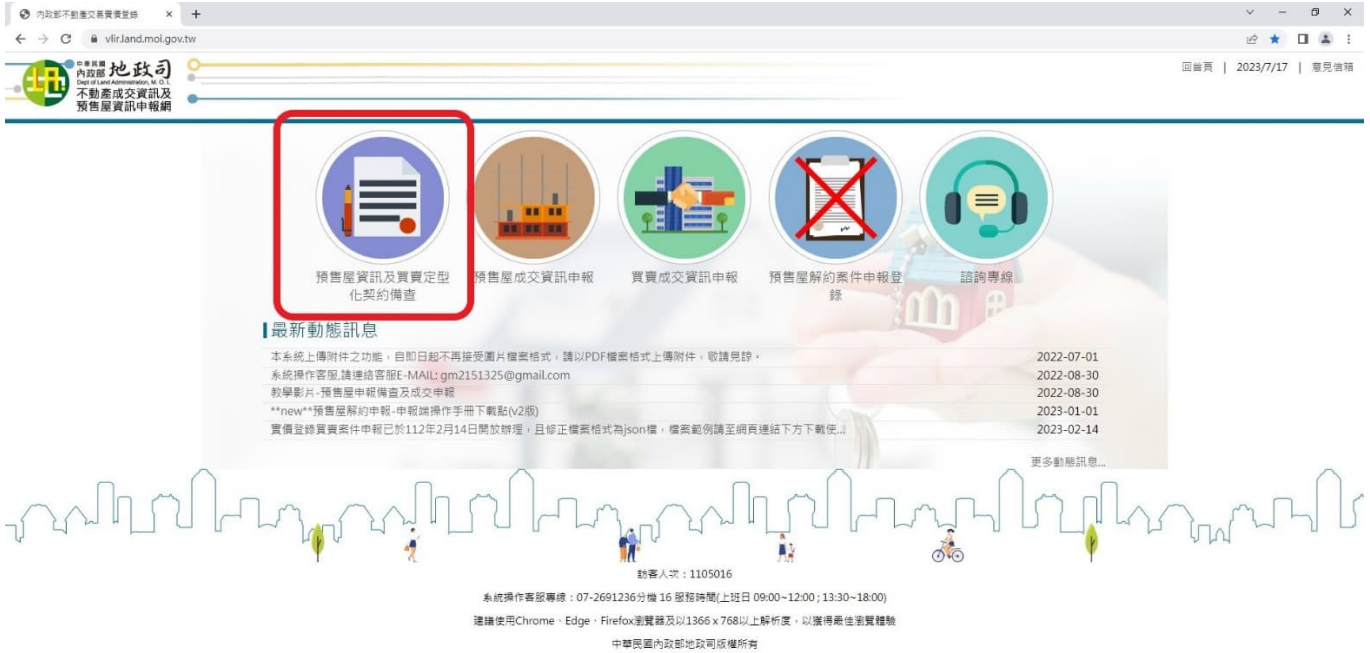 內政部不動產交易實價登錄
vlir.land.moi.gov.tw
中華民國
內政部 地政司
Dept of Land Administration, M. O. I.
不動產成交資訊及
預售屋資訊申報網
回首頁 | 2023/7/17 | 意見信箱
預售屋資訊及買賣定型
化契約備查
預售屋成交資訊申報
買賣成交資訊申報
預售屋解約案件申報登
錄
諮詢專線
最新動態訊息
本系統上傳附件之功能，自即日起不再接受圖片檔案格式，請以PDF檔案格式上傳附件，敬請見諒。 2022-07-01
系統操作客服,請連絡客服E-MAIL: gm2151325@gmail.com 2022-08-30
教學影片-預售屋申報備查及成交申報 2022-08-30
**new**預售屋解約申報-申報端操作手冊下載點(v2版) 2023-01-01
實價登錄買賣案件申報已於112年2月14日開放辦理，且修正檔案格式為json檔，檔案範例請至網頁連結下方下載使...  2023-02-14
更多動態訊息...
訪客人次：1105016
系統操作客服專線：07-2691236分機 16 服務時間(上班日 09:00~12:00 ; 13:30~18:00)
建議使用Chrome、Edge、Firefox瀏覽器及以1366 x 768以上解析度，以獲得最佳瀏覽體驗
中華民國內政部地政司版權所有